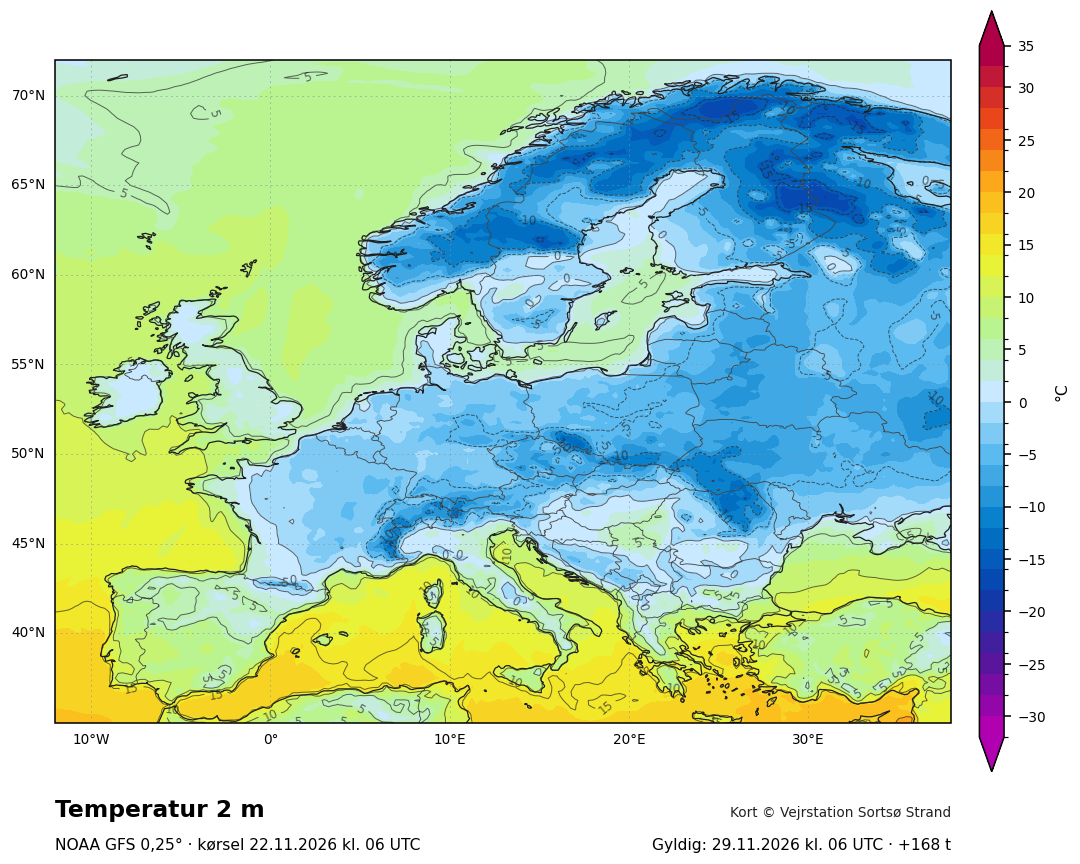 70°N
65°N
60°N
55°N
50°N
45°N
40°N
10°W
0°
10°E
20°E
30°E
35
30
25
20
15
10
5
0
−5
−10
−15
−20
−25
−30
°C
Temperatur 2 m
Kort © Vejrstation Sortsø Strand
NOAA GFS 0,25° · kørsel 22.11.2026 kl. 06 UTC
Gyldig: 29.11.2026 kl. 06 UTC · +168 t